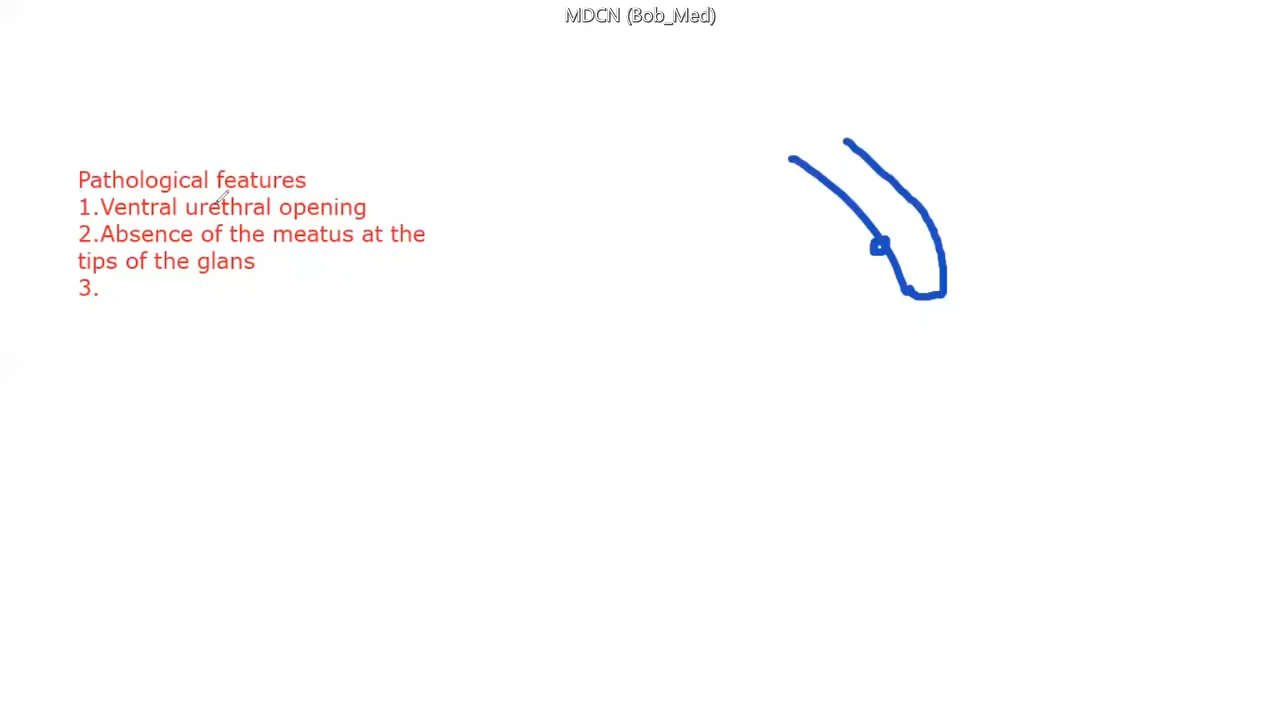 MDCN (Bob_Med)
Pathological features
1.Ventral urethral opening
2.Absence of the meatus at the
tips of the glans
3.